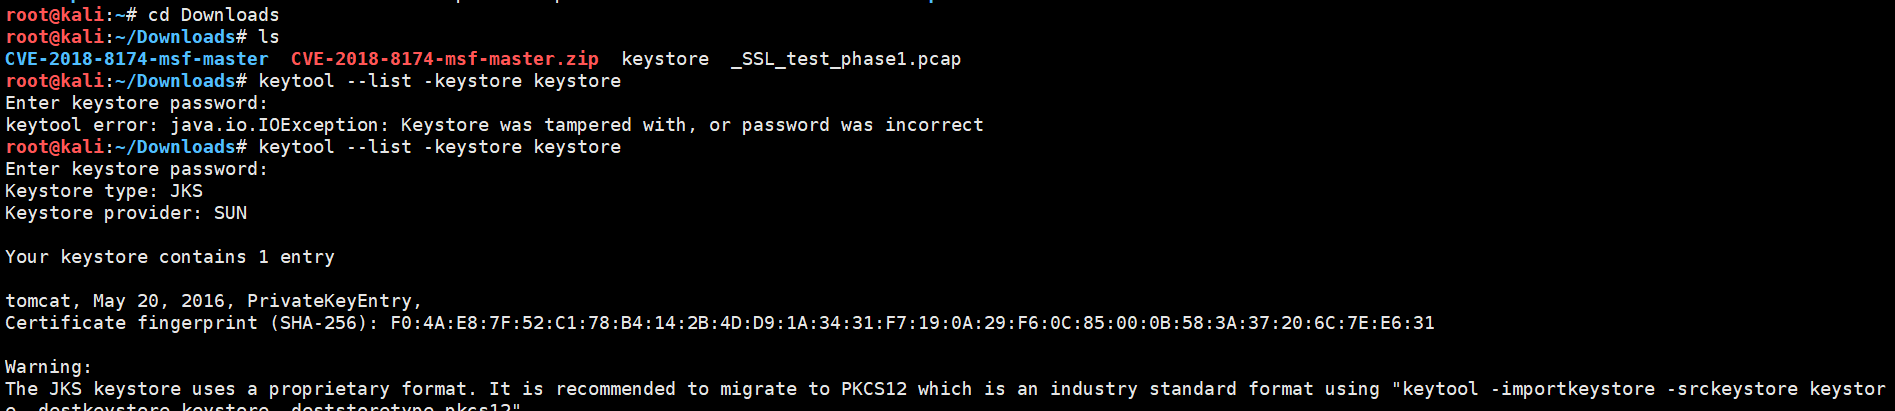 root@kali:~# cd Downloads
root@kali:~/Downloads# ls
CVE-2018-8174-msf-master  CVE-2018-8174-msf-master.zip  keystore  _SSL_test_phase1.pcap
root@kali:~/Downloads# keytool --list -keystore keystore
Enter keystore password:
keytool error: java.io.IOException: Keystore was tampered with, or password was incorrect
root@kali:~/Downloads# keytool --list -keystore keystore
Enter keystore password:
Keystore type: JKS
Keystore provider: SUN
Your keystore contains 1 entry
tomcat, May 20, 2016, PrivateKeyEntry,
Certificate fingerprint (SHA-256): F0:4A:E8:7F:52:C1:78:B4:14:2B:4D:D9:1A:34:31:F7:19:0A:29:F6:0C:85:00:0B:58:3A:37:20:6C:7E:E6:31
Warning:
The JKS keystore uses a proprietary format. It is recommended to migrate to PKCS12 which is an industry standard format using "keytool -importkeystore -srckeystore keystor
e -destkeystore keystore -deststoretype pkcs12"